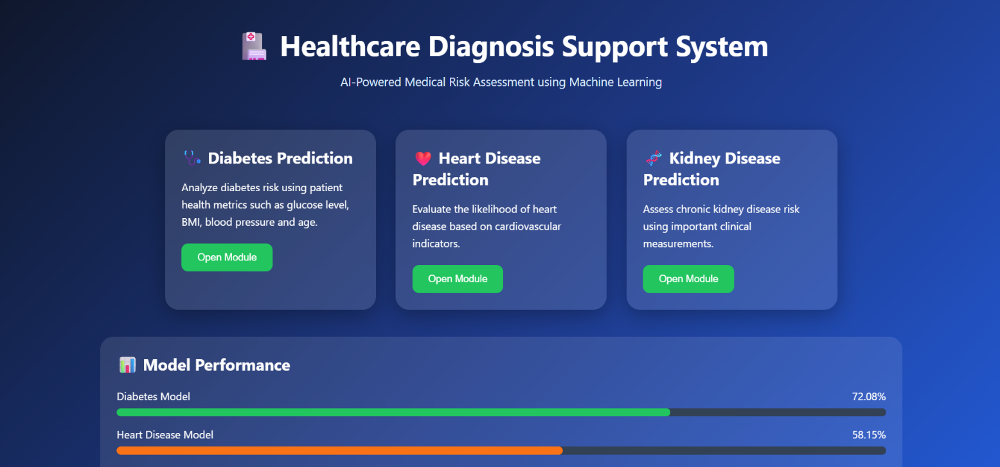 Healthcare Diagnosis Support System
AI-Powered Medical Risk Assessment using Machine Learning
Diabetes Prediction
Analyze diabetes risk using patient
health metrics such as glucose level,
BMI, blood pressure and age.
Open Module
Heart Disease
Prediction
Evaluate the likelihood of heart
disease based on cardiovascular
indicators.
Open Module
Kidney Disease
Prediction
Assess chronic kidney disease risk
using important clinical
measurements.
Open Module
Model Performance
Diabetes Model 72.08%
Heart Disease Model 58.15%